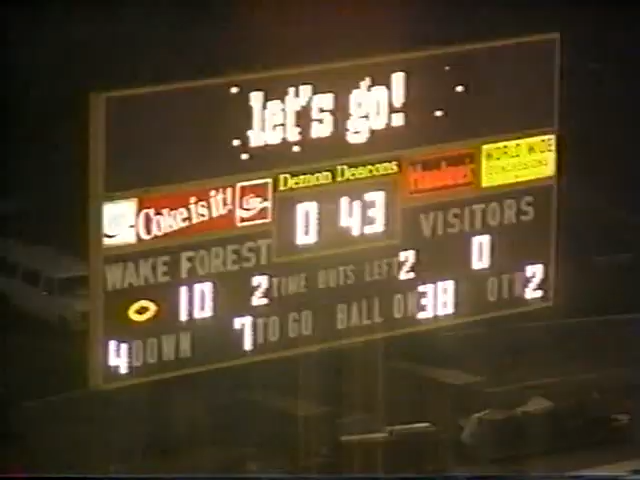 let's go!
Coke is it! Coke
Demon Deacons
Hardee's
WORLD WIDE
0 43
WAKE FOREST
VISITORS
10 2 TIME OUTS LEFT 2 0
4 DOWN 7 TO GO BALL ON 38 QTR 2